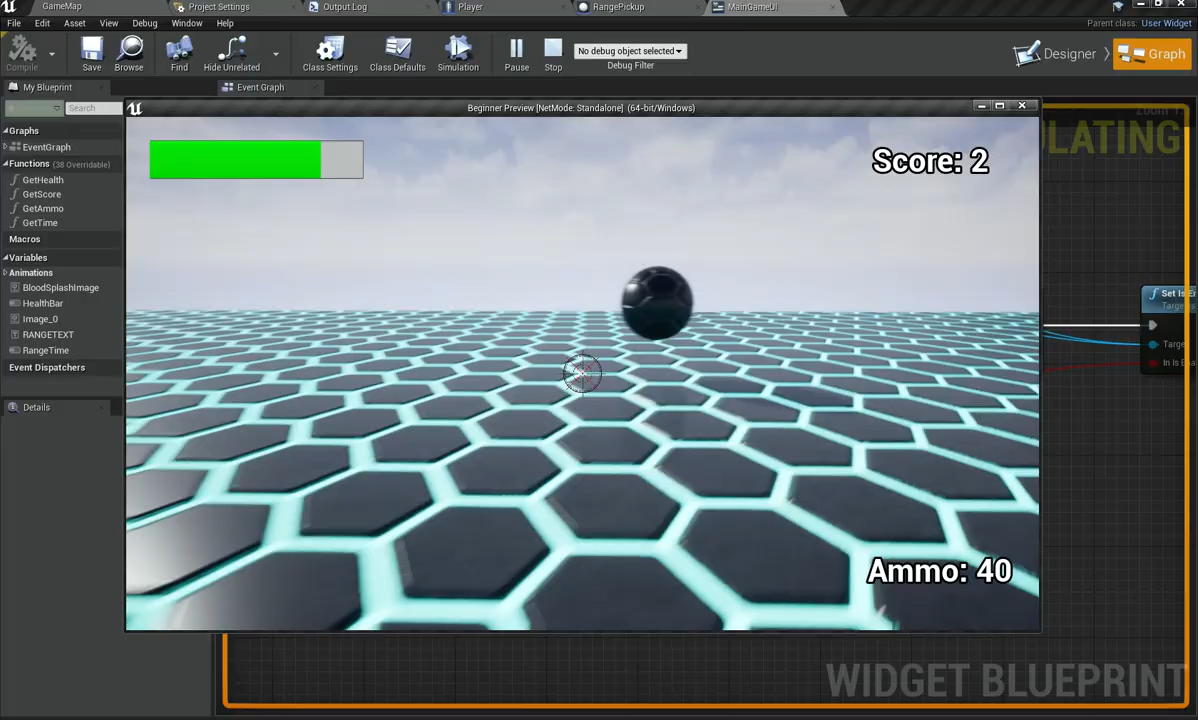 GameMap
Project Settings
Output Log
Player
RangePickup
MainGameUI
File Edit Asset View Debug Window Help
Parent class: User Widget
Compile
Save
Browse
Find
Hide Unrelated
Class Settings
Class Defaults
Simulation
Pause
Stop
No debug object selected
Debug Filter
Designer
Graph
My Blueprint
Event Graph
Search
Beginner Preview [NetMode: Standalone] (64-bit/Windows)
Graphs
EventGraph
Functions (38 Overridable)
GetHealth
GetScore
GetAmmo
GetTime
Macros
Variables
Animations
BloodSplashImage
HealthBar
Image_0
RANGETEXT
RangeTime
Event Dispatchers
Details
Score: 2
Ammo: 40
ULATING
Set Is E
Targe
In Is Ena
WIDGET BLUEPRINT